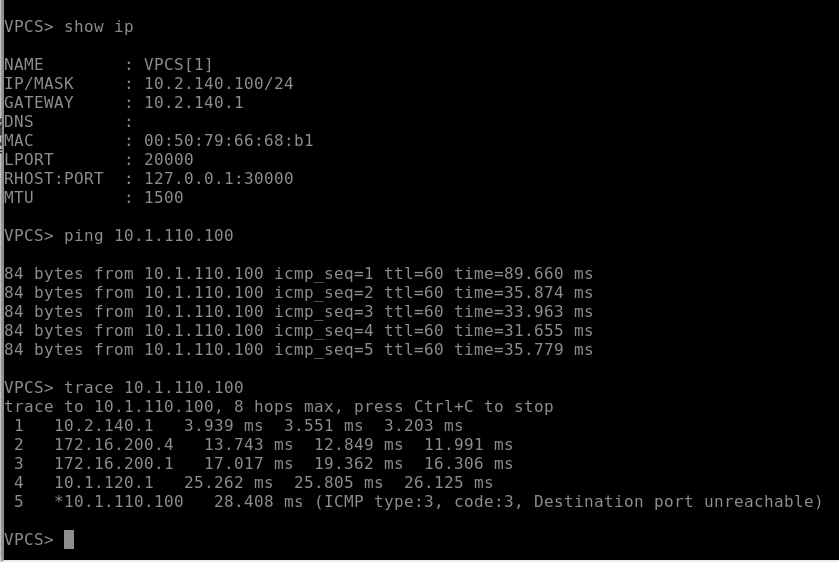 VPCS> show ip
NAME        : VPCS[1]
IP/MASK     : 10.2.140.100/24
GATEWAY     : 10.2.140.1
DNS         :
MAC         : 00:50:79:66:68:b1
LPORT       : 20000
RHOST:PORT  : 127.0.0.1:30000
MTU         : 1500
VPCS> ping 10.1.110.100
84 bytes from 10.1.110.100 icmp_seq=1 ttl=60 time=89.660 ms
84 bytes from 10.1.110.100 icmp_seq=2 ttl=60 time=35.874 ms
84 bytes from 10.1.110.100 icmp_seq=3 ttl=60 time=33.963 ms
84 bytes from 10.1.110.100 icmp_seq=4 ttl=60 time=31.655 ms
84 bytes from 10.1.110.100 icmp_seq=5 ttl=60 time=35.779 ms
VPCS> trace 10.1.110.100
trace to 10.1.110.100, 8 hops max, press Ctrl+C to stop
 1   10.2.140.1   3.939 ms  3.551 ms  3.203 ms
 2   172.16.200.4   13.743 ms  12.849 ms  11.991 ms
 3   172.16.200.1   17.017 ms  19.362 ms  16.306 ms
 4   10.1.120.1   25.262 ms  25.805 ms  26.125 ms
 5   *10.1.110.100   28.408 ms (ICMP type:3, code:3, Destination port unreachable)
VPCS>